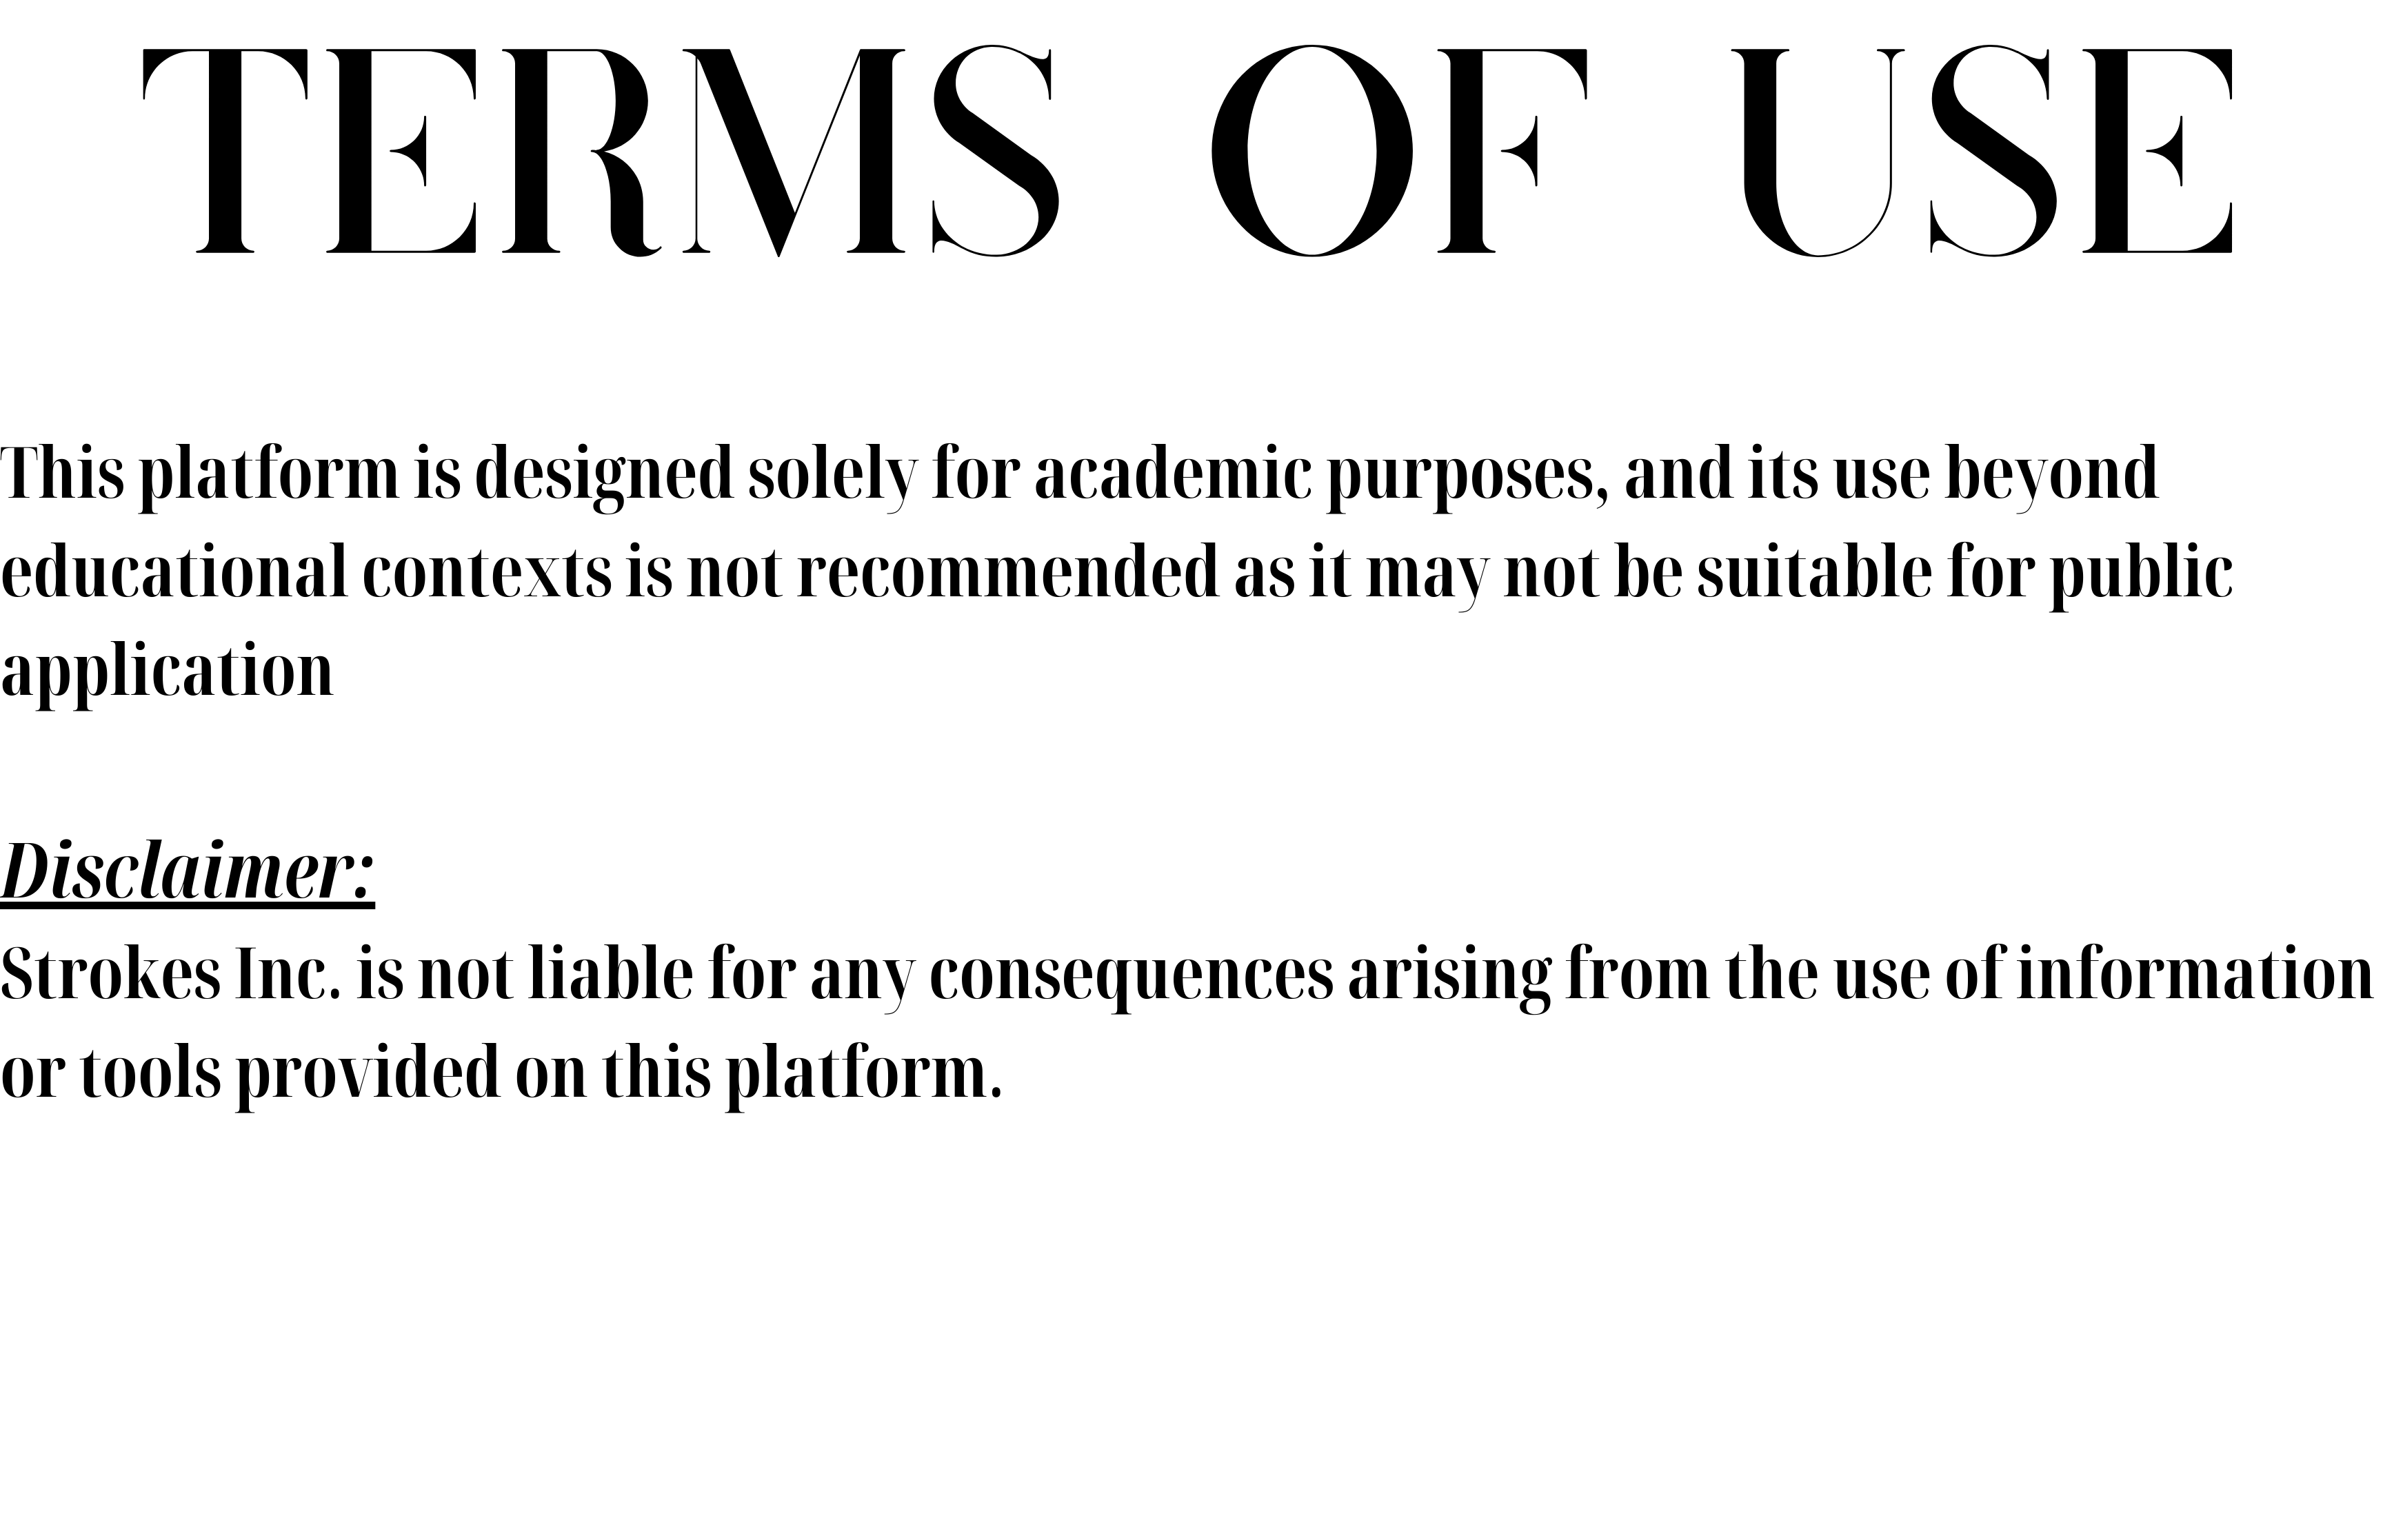 TERMS OF USE
This platform is designed solely for academic purposes, and its use beyond
educational contexts is not recommended as it may not be suitable for public
application
Disclaimer:
Strokes Inc. is not liable for any consequences arising from the use of information
or tools provided on this platform.